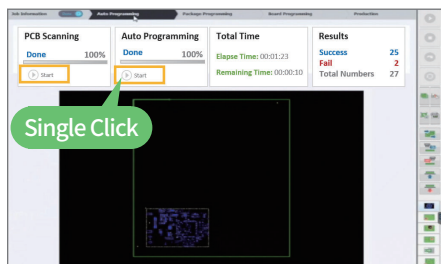 Job Information
Auto Programming
Package Programming
Board Programming
Production
PCB Scanning
Done 100%
Start
Auto Programming
Done 100%
Start
Total Time
Elapse Time: 00:01:23
Remaining Time: 00:00:10
Results
Success 25
Fail 2
Total Numbers 27
Single Click